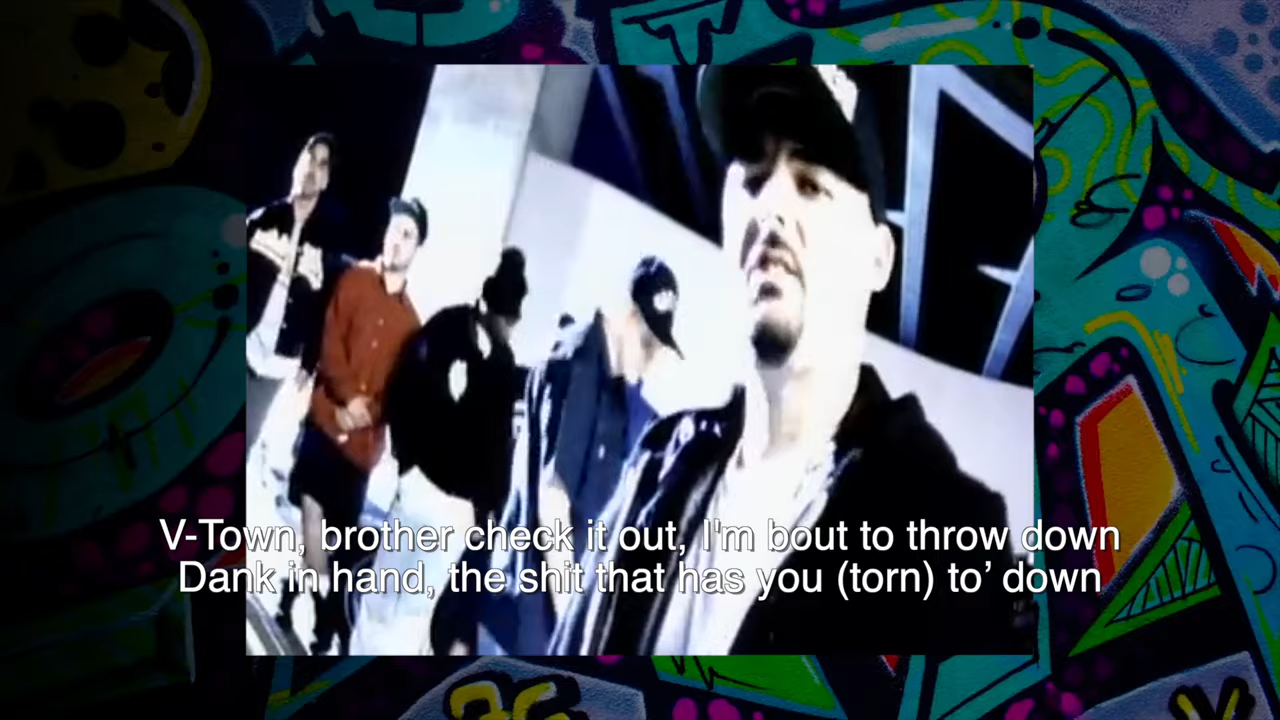 V-Town, brother check it out, I'm bout to throw down
Dank in hand, the shit that has you (torn) to’ down